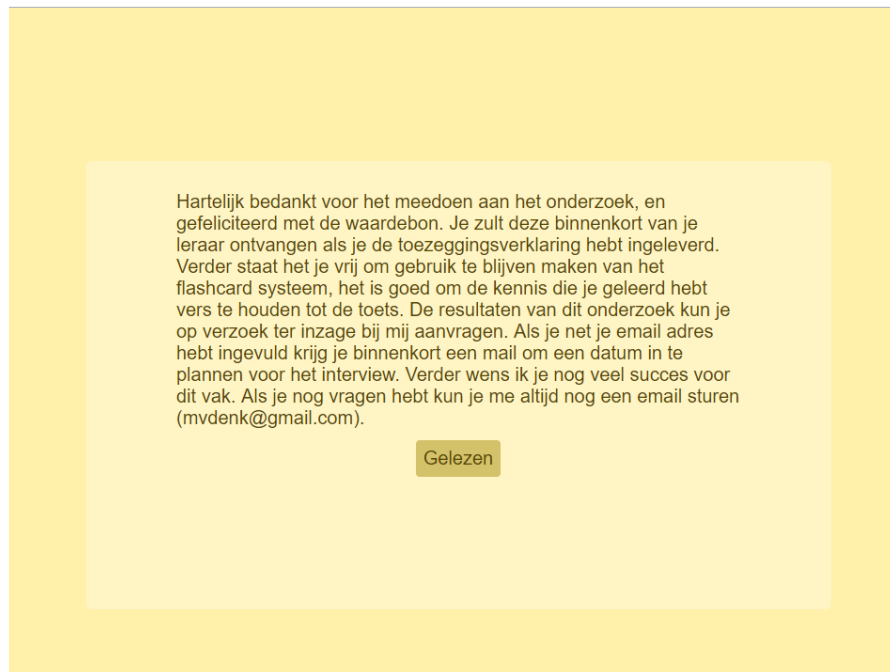 Hartelijk bedankt voor het meedoen aan het onderzoek, en
gefeliciteerd met de waardebon. Je zult deze binnenkort van je
leraar ontvangen als je de toezeggingsverklaring hebt ingeleverd.
Verder staat het je vrij om gebruik te blijven maken van het
flashcard systeem, het is goed om de kennis die je geleerd hebt
vers te houden tot de toets. De resultaten van dit onderzoek kun je
op verzoek ter inzage bij mij aanvragen. Als je net je email adres
hebt ingevuld krijg je binnenkort een mail om een datum in te
plannen voor het interview. Verder wens ik je nog veel succes voor
dit vak. Als je nog vragen hebt kun je me altijd nog een email sturen
(mvdenk@gmail.com).
Gelezen